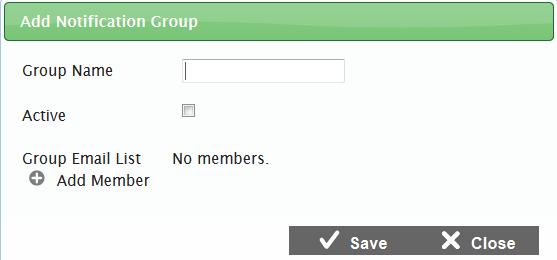 Add Notification Group
Group Name
Active
Group Email List No members.
Add Member
Save Close